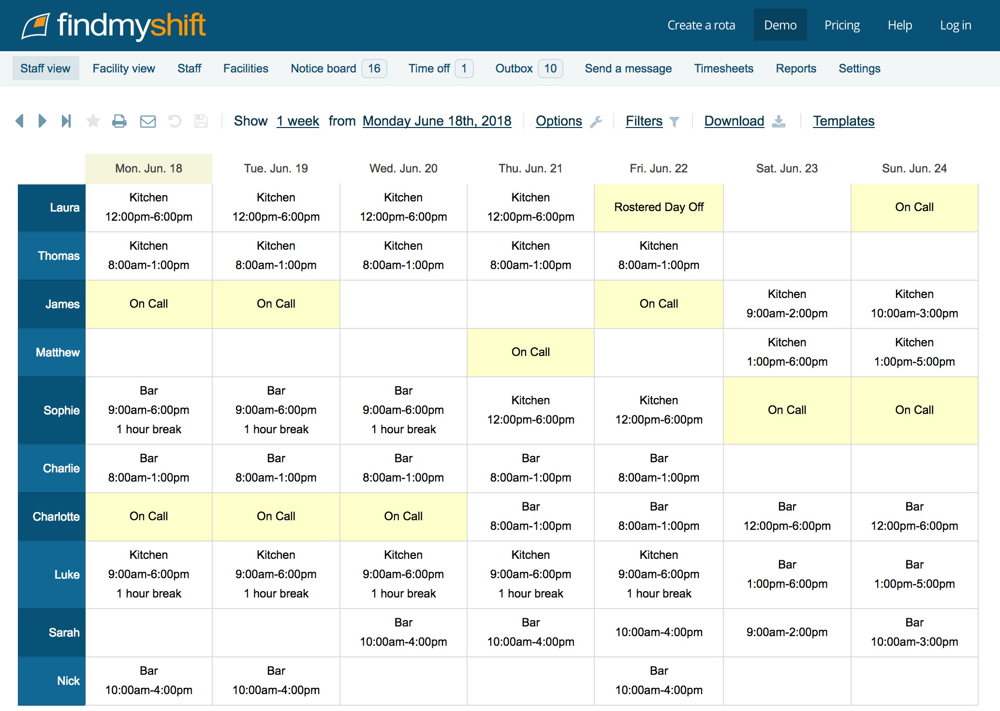 findmyshift
Create a rota Demo Pricing Help Log in
Staff view Facility view Staff Facilities Notice board 16 Time off 1 Outbox 10 Send a message Timesheets Reports Settings
Show 1 week from Monday June 18th, 2018 Options Filters Download Templates
Mon. Jun. 18 Tue. Jun. 19 Wed. Jun. 20 Thu. Jun. 21 Fri. Jun. 22 Sat. Jun. 23 Sun. Jun. 24
Laura
Kitchen Kitchen Kitchen Kitchen Rostered Day Off On Call
12:00pm-6:00pm 12:00pm-6:00pm 12:00pm-6:00pm 12:00pm-6:00pm
Thomas
Kitchen Kitchen Kitchen Kitchen Kitchen
8:00am-1:00pm 8:00am-1:00pm 8:00am-1:00pm 8:00am-1:00pm 8:00am-1:00pm
James
On Call On Call On Call Kitchen Kitchen
9:00am-2:00pm 10:00am-3:00pm
Matthew
On Call Kitchen Kitchen
1:00pm-6:00pm 1:00pm-5:00pm
Sophie
Bar Bar Bar Kitchen Kitchen On Call On Call
9:00am-6:00pm 9:00am-6:00pm 9:00am-6:00pm 12:00pm-6:00pm 12:00pm-6:00pm
1 hour break 1 hour break 1 hour break
Charlie
Bar Bar Bar Bar Bar
8:00am-1:00pm 8:00am-1:00pm 8:00am-1:00pm 8:00am-1:00pm 8:00am-1:00pm
Charlotte
On Call On Call On Call Bar Bar Bar Bar
8:00am-1:00pm 8:00am-1:00pm 12:00pm-6:00pm 12:00pm-6:00pm
Luke
Kitchen Kitchen Kitchen Kitchen Kitchen Bar Bar
9:00am-6:00pm 9:00am-6:00pm 9:00am-6:00pm 9:00am-6:00pm 9:00am-6:00pm 1:00pm-6:00pm 1:00pm-5:00pm
1 hour break 1 hour break 1 hour break 1 hour break 1 hour break
Sarah
Bar Bar 10:00am-4:00pm 9:00am-2:00pm Bar
10:00am-4:00pm 10:00am-4:00pm 10:00am-3:00pm
Nick
Bar Bar Bar
10:00am-4:00pm 10:00am-4:00pm 10:00am-4:00pm